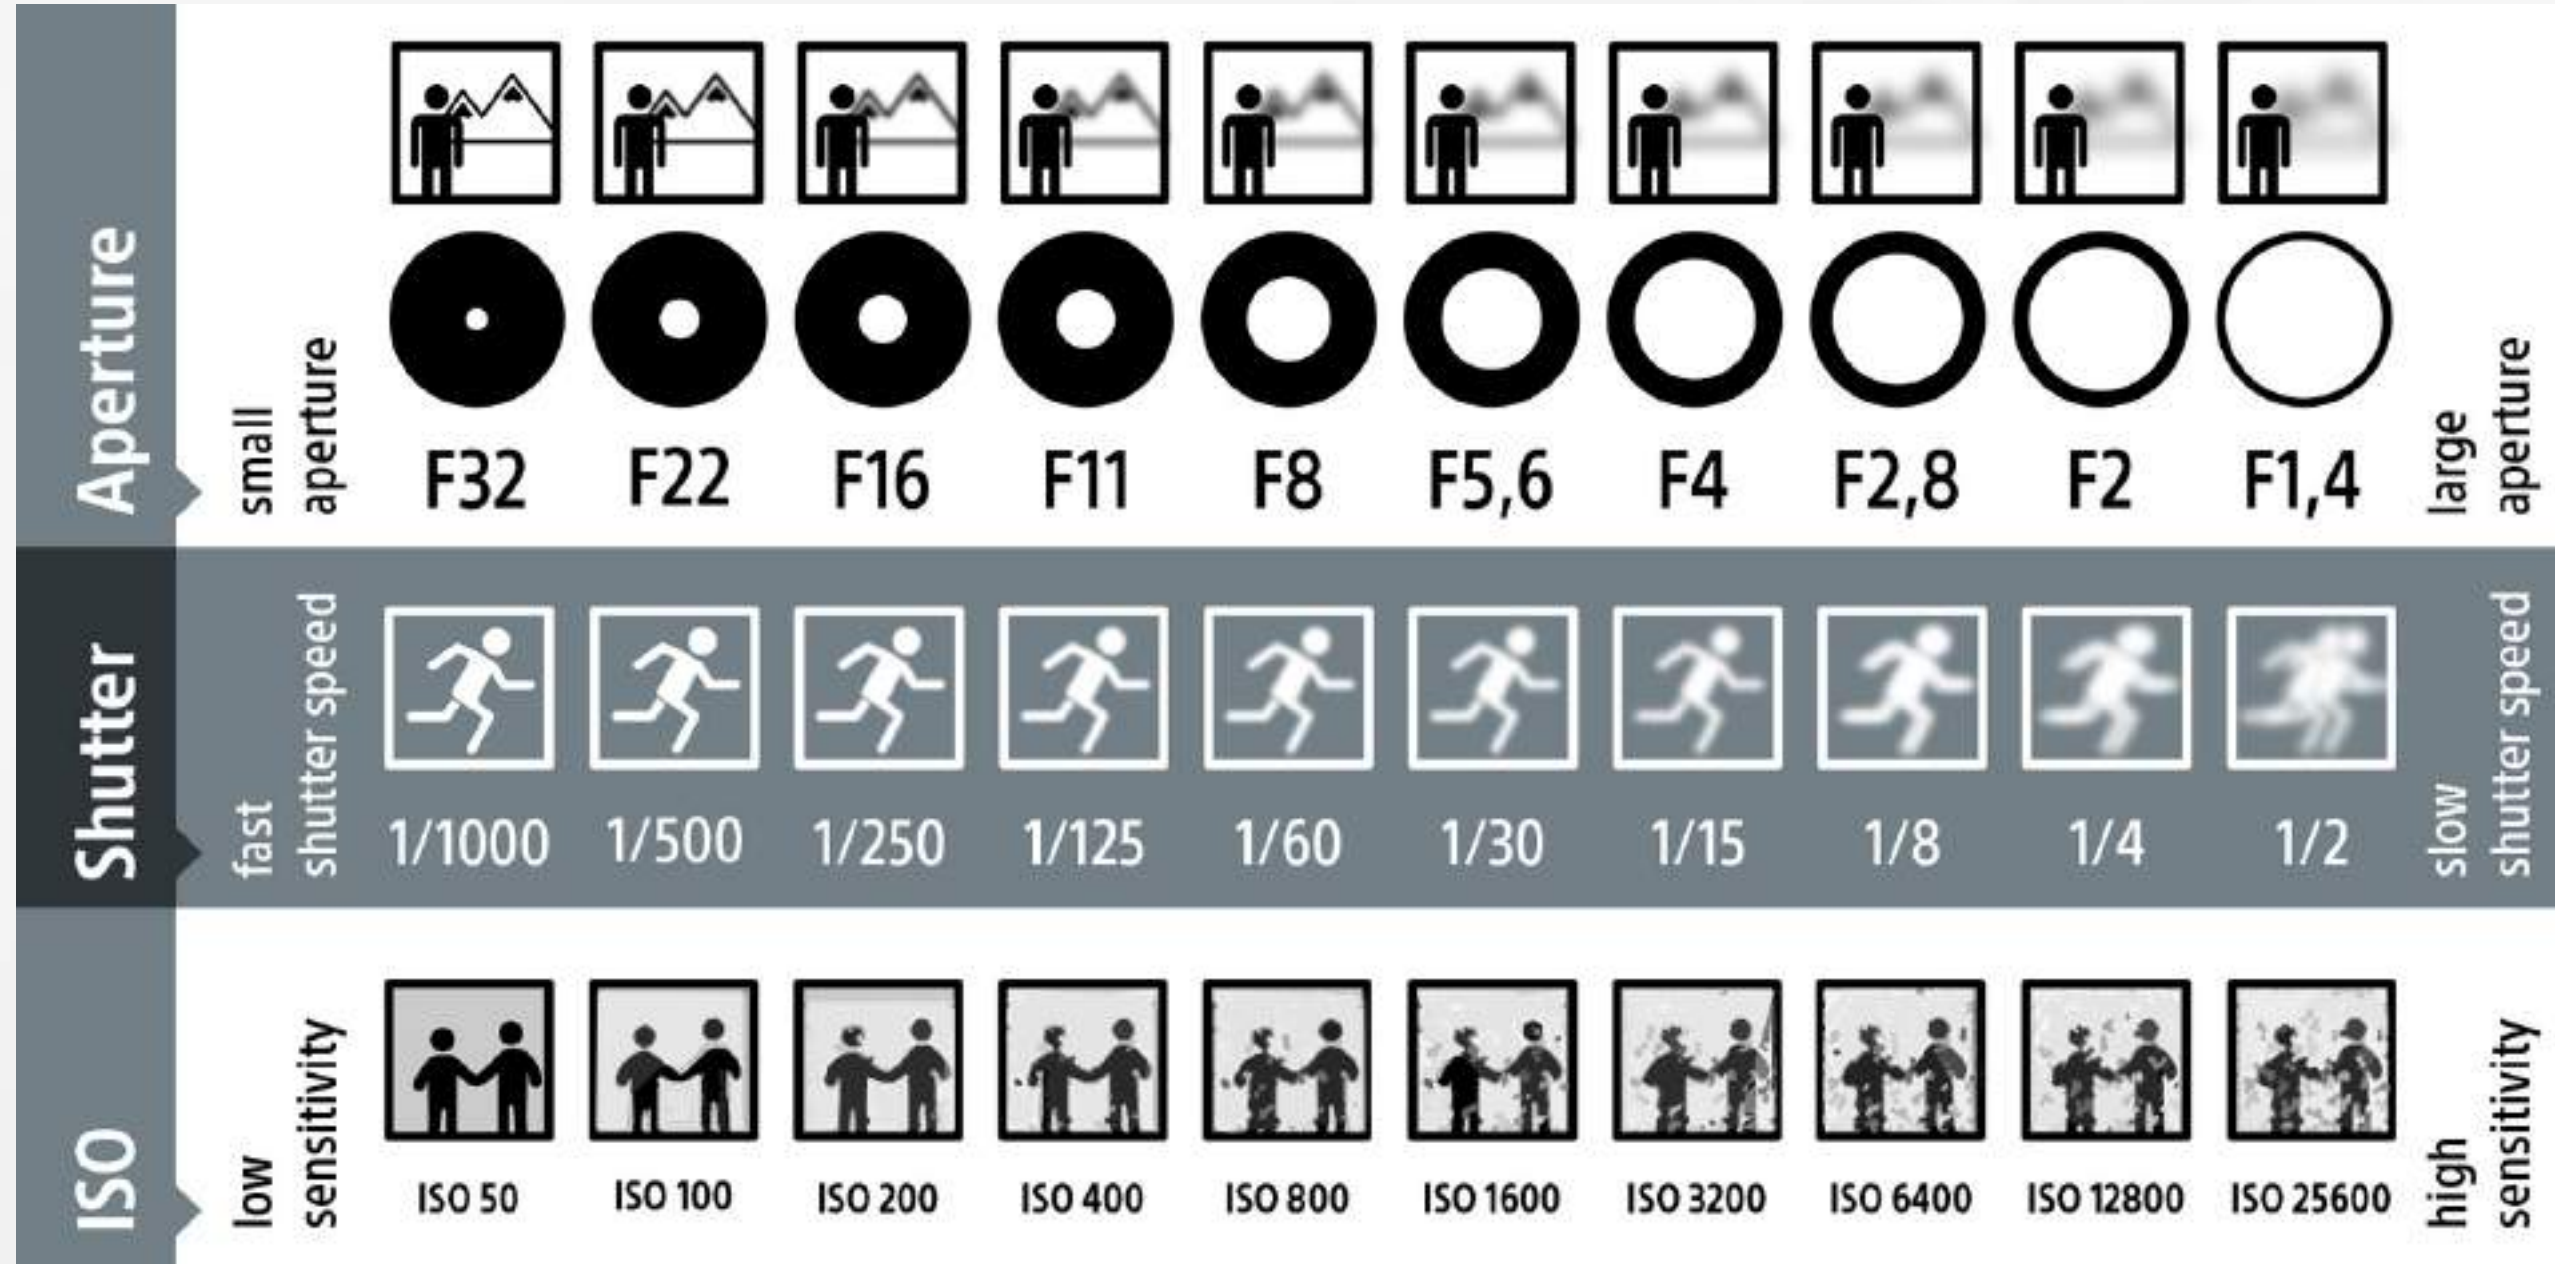 Aperture
small
aperture
F32 F22 F16 F11 F8 F5,6 F4 F2,8 F2 F1,4
large
aperture
Shutter
fast
shutter speed
1/1000 1/500 1/250 1/125 1/60 1/30 1/15 1/8 1/4 1/2
slow
shutter speed
ISO
low
sensitivity
ISO 50 ISO 100 ISO 200 ISO 400 ISO 800 ISO 1600 ISO 3200 ISO 6400 ISO 12800 ISO 25600
high
sensitivity